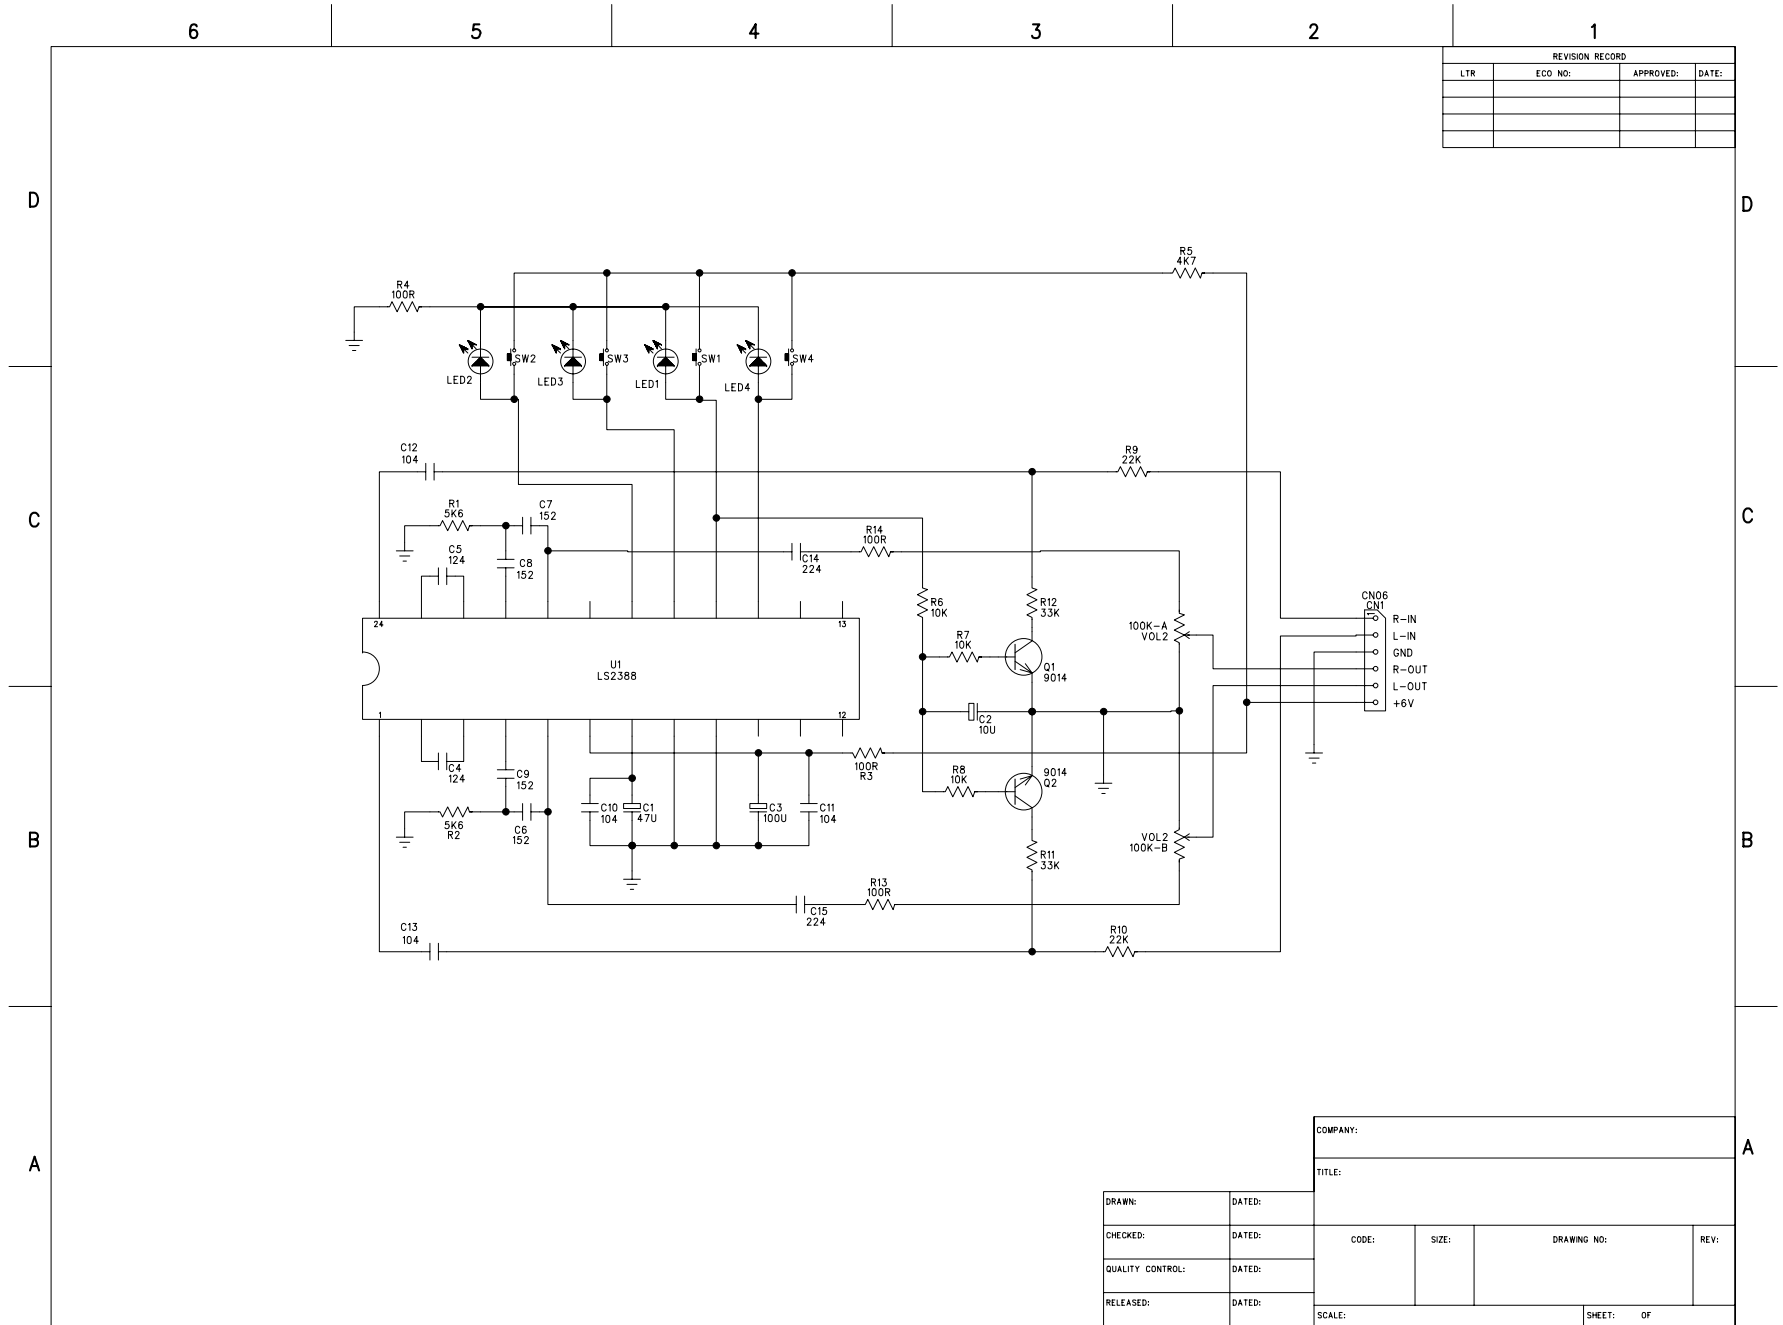 6 5 4 3 2 1
REVISION RECORD
LTR ECO NO: APPROVED: DATE:
D D
R5
4K7
R4
100R
SW2 SW3 SW1 SW4
LED2 LED3 LED1 LED4
C12
104
R9
22K
C C
R1
5K6
C7
152
R14
100R
C5
124
C8
152
C14
224
CN06
CN1
R6
10K
R12
33K
R-IN
L-IN
GND
R-OUT
L-OUT
+6V
1
24 13
100K-A
VOL2
R7
10K
U1
LS2388
Q1
9014
1 12
C2
10U
C4
124
C9
152
100R
R3
R8
10K
9014
Q2
C10
104
C1
47U
C3
100U
C11
104
5K6
R2
C6
152
B B
VOL2
100K-B
R11
33K
R13
100R
C15
224
C13
104
R10
22K
A A
COMPANY:
TITLE:
DRAWN: DATED:
CHECKED: DATED:
CODE: SIZE: DRAWING NO: REV:
QUALITY CONTROL: DATED:
RELEASED: DATED:
SCALE: SHEET: OF